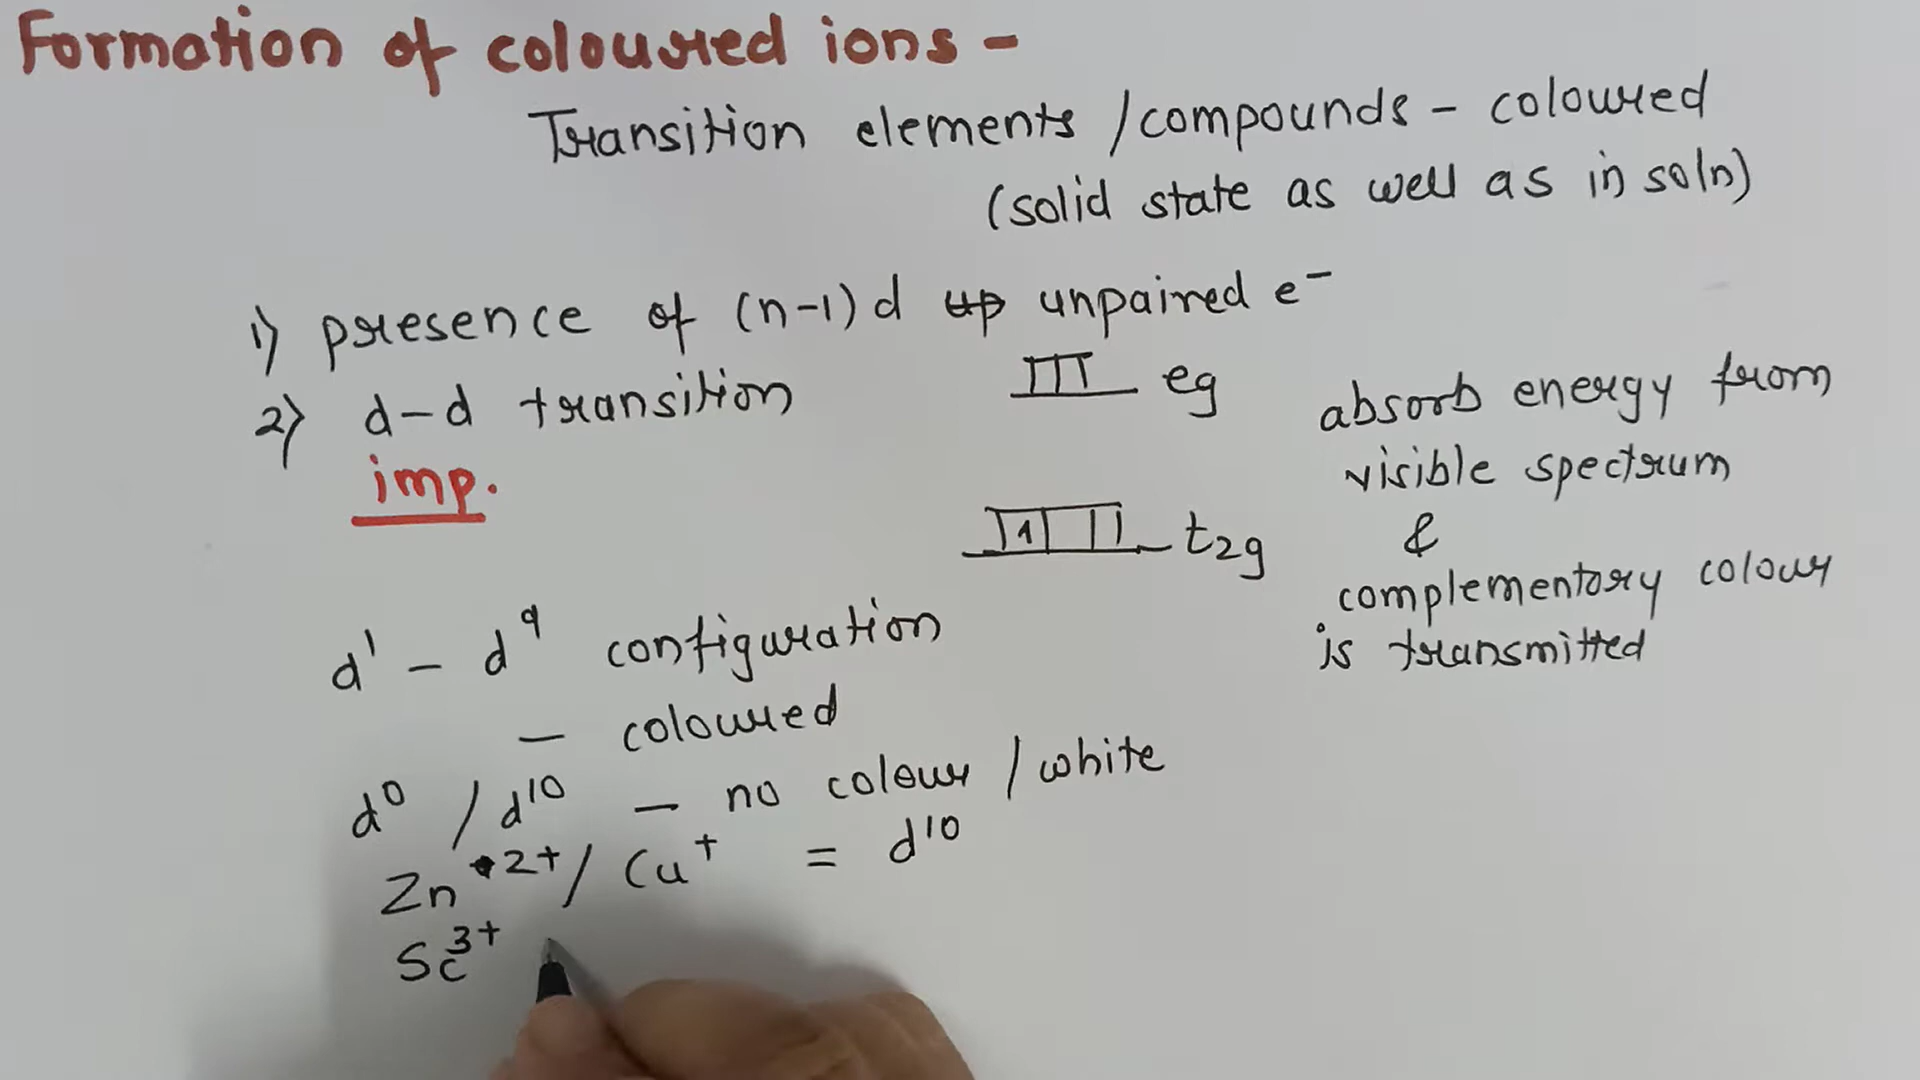 Formation of coloured ions -
Transition elements /compounds - coloured
(solid state as well as in soln)
1) presence of (n-1)d up unpaired e⁻
2) d-d transition
imp.
eg
1 t₂g
absorb energy from
visible spectrum
&
complementary colour
is transmitted
d¹ - d⁹ configuration
- coloured
d⁰ / d¹⁰ - no colour / white
Zn²⁺ / Cu⁺ = d¹⁰
Sc³⁺